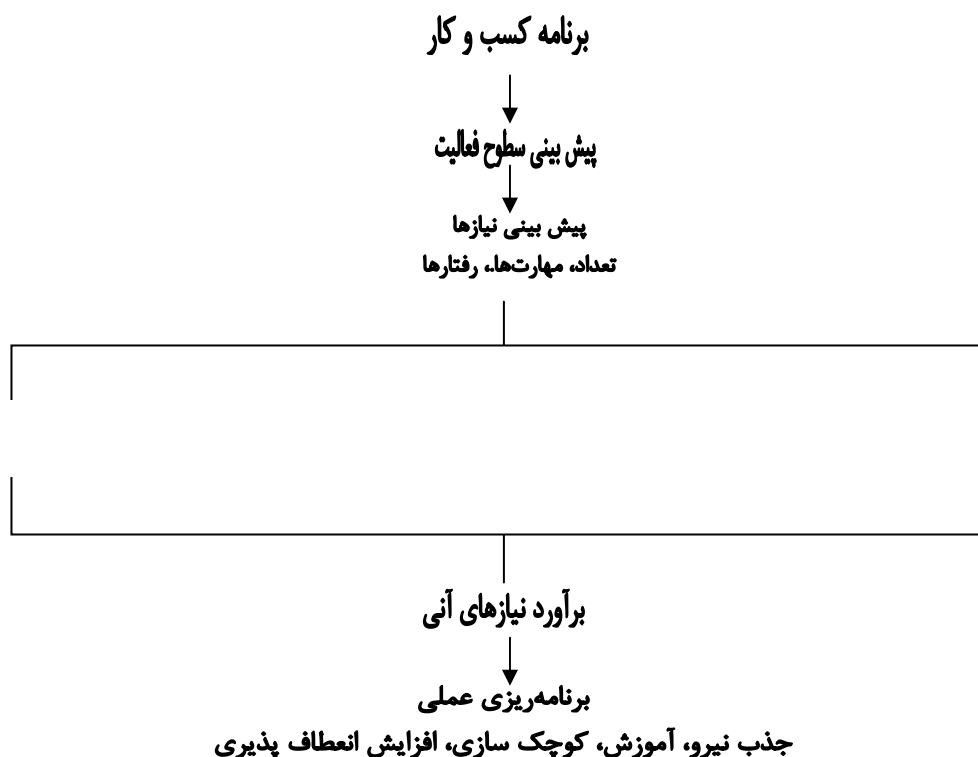 برنامه کسب و کار
پیش بینی سطوح فعالیت
پیش بینی نیازها
تعداد، مهارت‌ها.، رفتارها
برآورد نیازهای آنی
برنامه‌ریزی عملی
جذب نیرو، آموزش، کوچک سازی، افزایش انعطاف پذیری